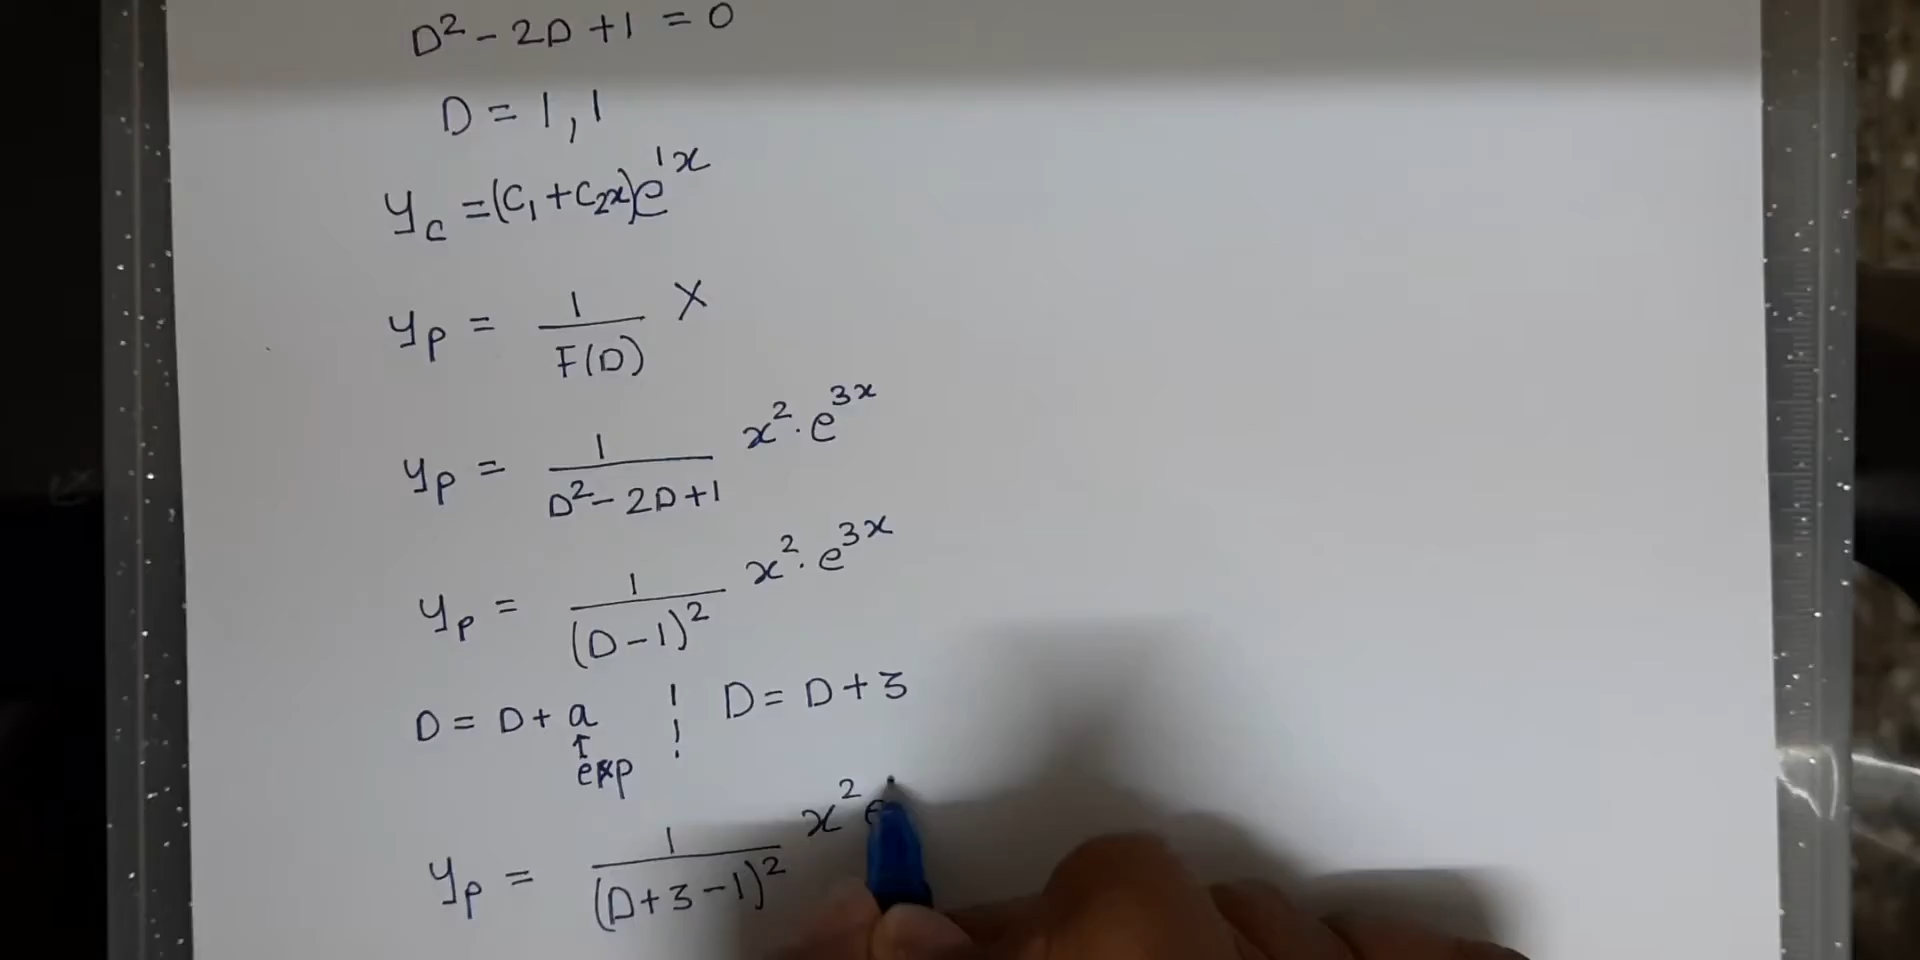 D² - 2D + 1 = 0
D = 1, 1
y_c = (C₁ + C₂x)e^{1x}
y_p = 1/F(D) X
y_p = 1/(D² - 2D + 1) x² · e^{3x}
y_p = 1/(D - 1)² x² · e^{3x}
D = D + a ¦ D = D + 3
↑
exp
y_p = 1/(D + 3 - 1)² x² e